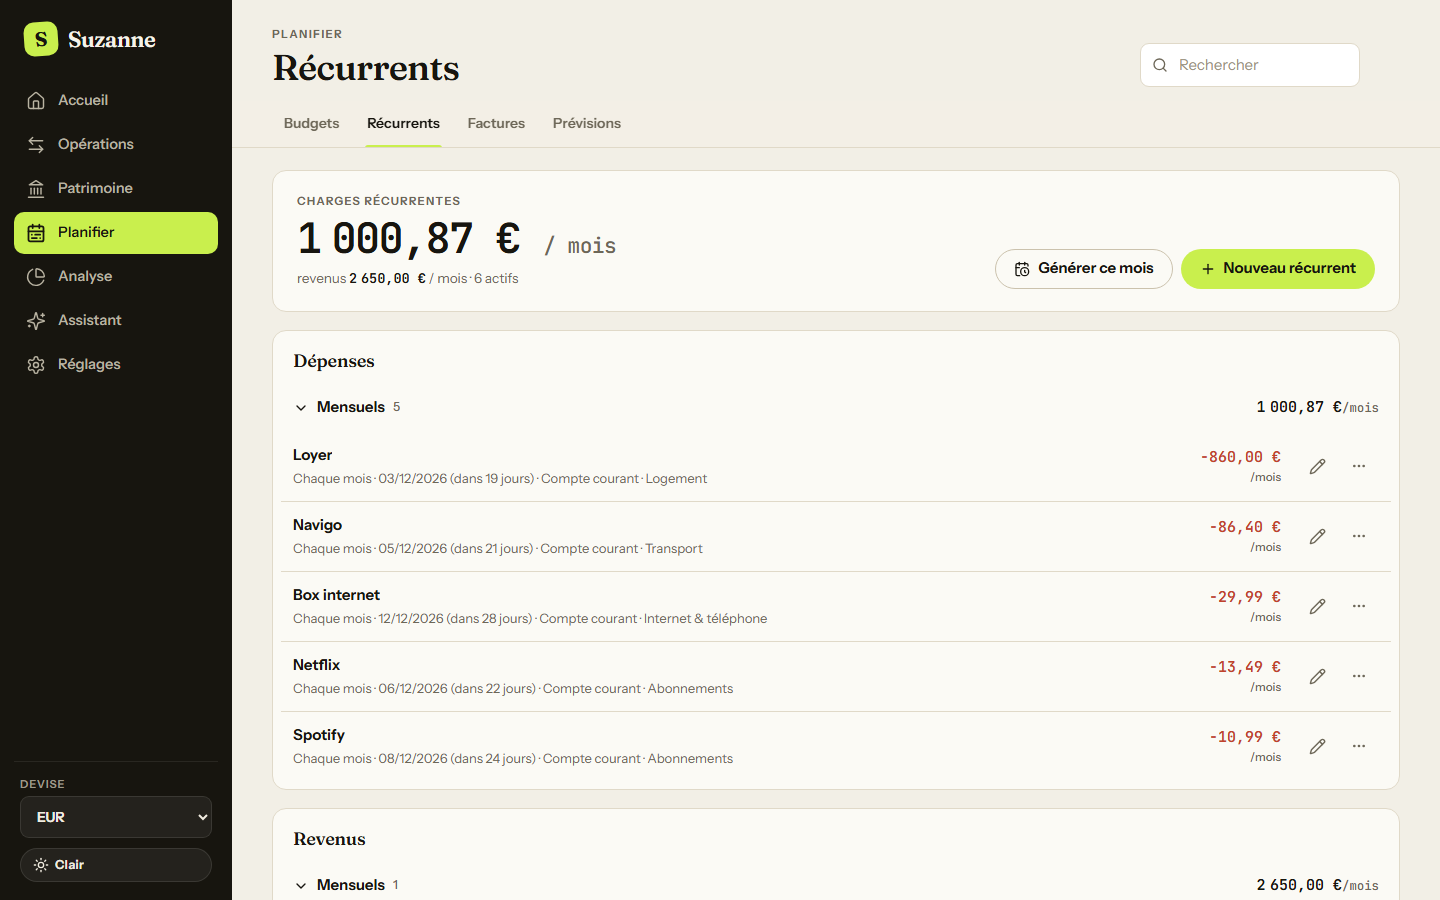 S Suzanne
Accueil
Opérations
Patrimoine
Planifier
Analyse
Assistant
Réglages
DEVISE
EUR
Clair
PLANIFIER
Récurrents
Rechercher
Budgets Récurrents Factures Prévisions
CHARGES RÉCURRENTES
1 000,87 € / mois
revenus 2 650,00 € / mois · 6 actifs
Générer ce mois
Nouveau récurrent
Dépenses
Mensuels 5 1 000,87 €/mois
Loyer -860,00 €
Chaque mois · 03/12/2026 (dans 19 jours) · Compte courant · Logement /mois
Navigo -86,40 €
Chaque mois · 05/12/2026 (dans 21 jours) · Compte courant · Transport /mois
Box internet -29,99 €
Chaque mois · 12/12/2026 (dans 28 jours) · Compte courant · Internet & téléphone /mois
Netflix -13,49 €
Chaque mois · 06/12/2026 (dans 22 jours) · Compte courant · Abonnements /mois
Spotify -10,99 €
Chaque mois · 08/12/2026 (dans 24 jours) · Compte courant · Abonnements /mois
Revenus
Mensuels 1 2 650,00 €/mois